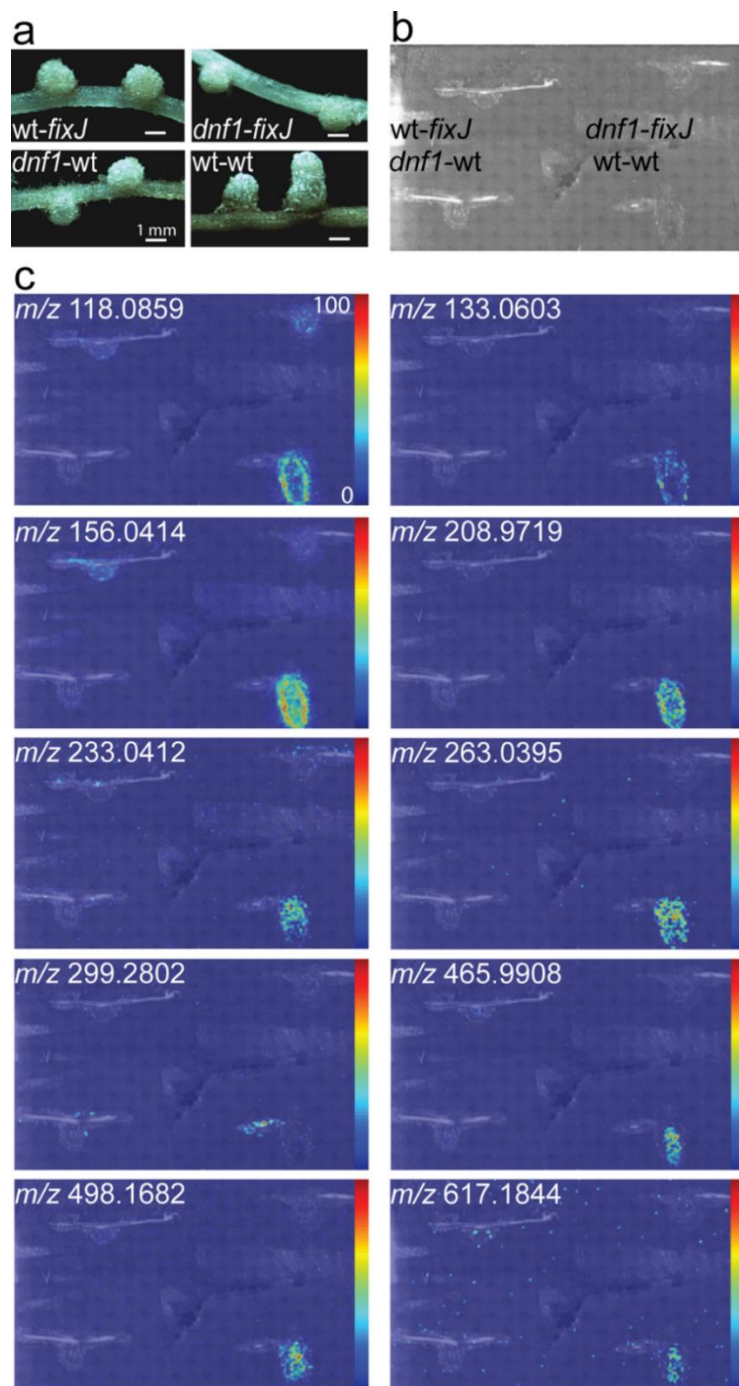 a
b
wt-fixJ
dnf1-fixJ
dnf1-wt
wt-wt
1 mm
wt-fixJ
dnf1-fixJ
dnf1-wt
wt-wt
c
m/z 118.0859
100
0
m/z 133.0603
m/z 156.0414
m/z 208.9719
m/z 233.0412
m/z 263.0395
m/z 299.2802
m/z 465.9908
m/z 498.1682
m/z 617.1844